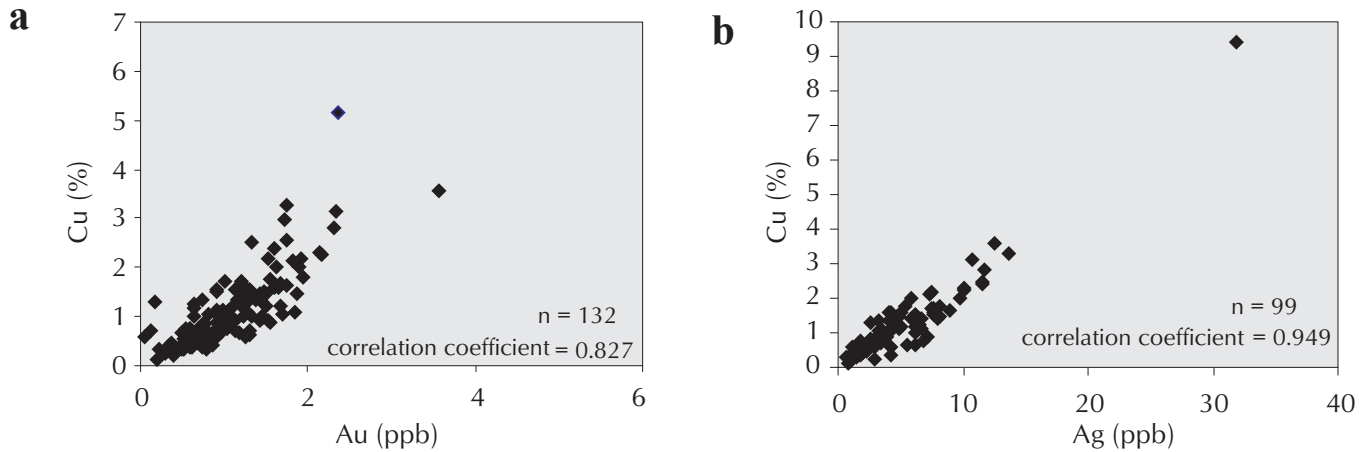 a
7
6
5
4
3
2
1
0
Cu (%)
n = 132
correlation coefficient = 0.827
0 2 4 6
Au (ppb)
b
10
9
8
7
6
5
4
3
2
1
0
Cu (%)
n = 99
correlation coefficient = 0.949
0 10 20 30 40
Ag (ppb)